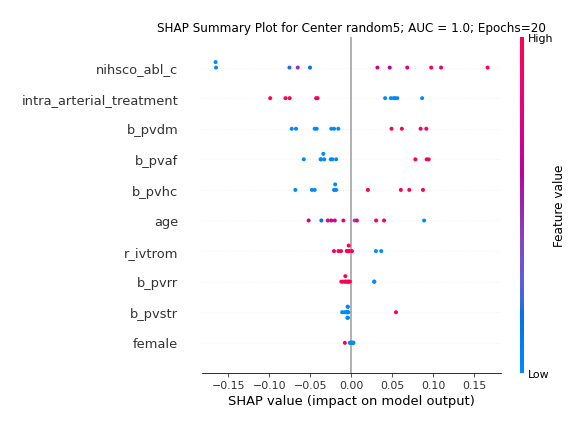 SHAP Summary Plot for Center random5; AUC = 1.0; Epochs=20
High
nihsco_abl_c
intra_arterial_treatment
b_pvdm
b_pvaf
b_pvhc
age
r_ivtrom
b_pvrr
b_pvstr
female
Feature value
Low
−0.15 −0.10 −0.05 0.00 0.05 0.10 0.15
SHAP value (impact on model output)